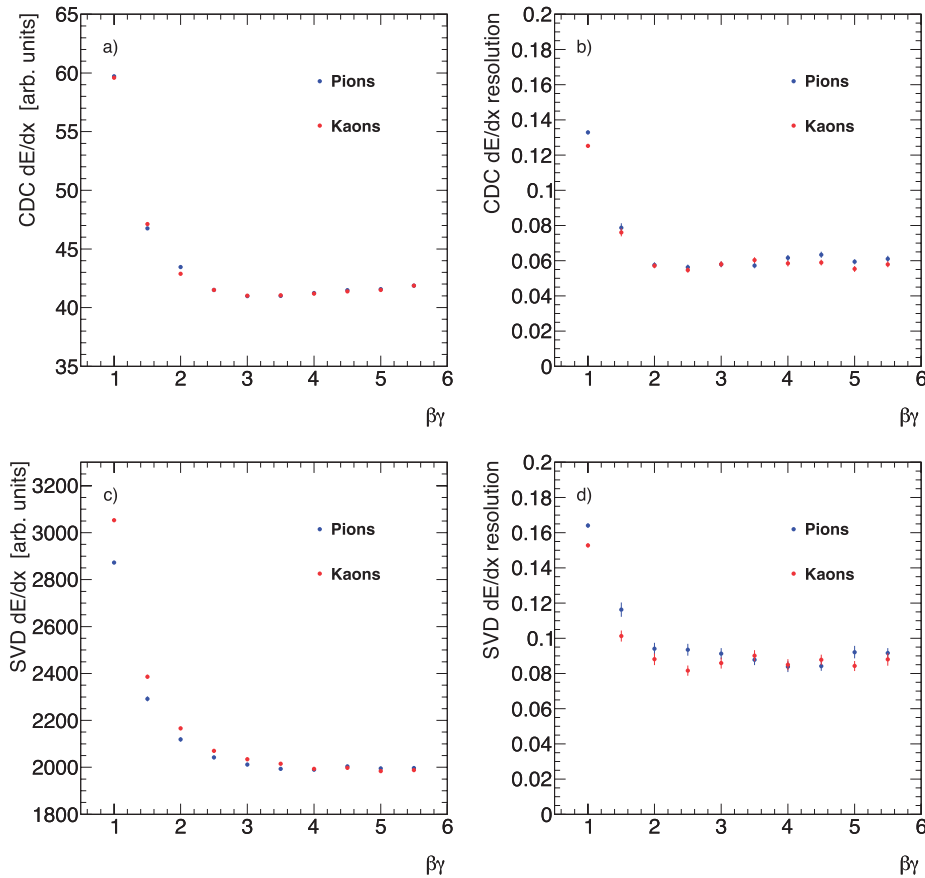 a)
CDC dE/dx [arb. units]
65
60
55
50
45
40
35
Pions
Kaons
1 2 3 4 5 6
βγ
b)
CDC dE/dx resolution
0.2
0.18
0.16
0.14
0.12
0.1
0.08
0.06
0.04
0.02
0
Pions
Kaons
1 2 3 4 5 6
βγ
c)
SVD dE/dx [arb. units]
3200
3000
2800
2600
2400
2200
2000
1800
Pions
Kaons
1 2 3 4 5 6
βγ
d)
SVD dE/dx resolution
0.2
0.18
0.16
0.14
0.12
0.1
0.08
0.06
0.04
0.02
0
Pions
Kaons
1 2 3 4 5 6
βγ